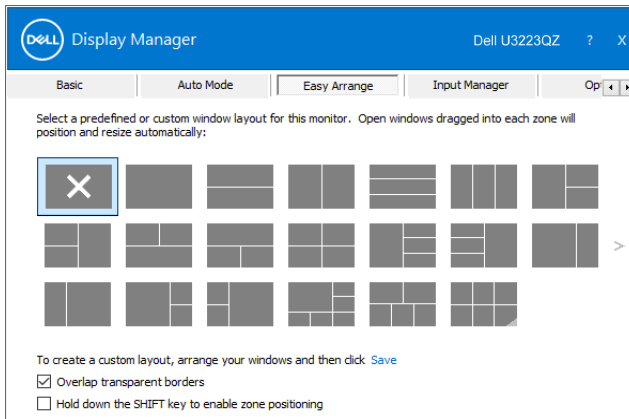 DELL Display Manager Dell U3223QZ ? X
Basic Auto Mode Easy Arrange Input Manager
Select a predefined or custom window layout for this monitor. Open windows dragged into each zone will
position and resize automatically:
>
To create a custom layout, arrange your windows and then click Save
Overlap transparent borders
Hold down the SHIFT key to enable zone positioning